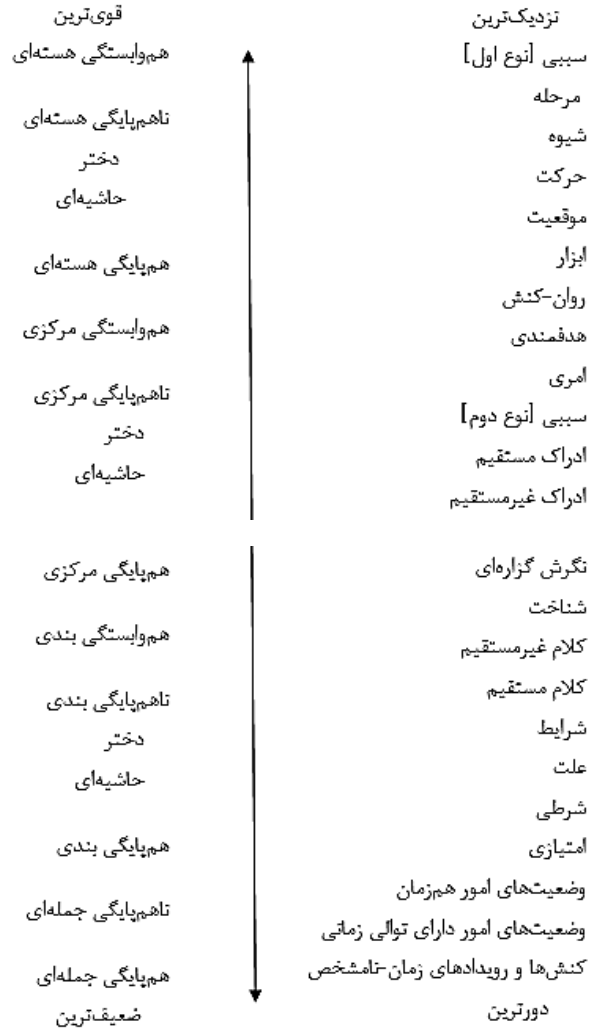 نزدیک‌ترین
سببی [نوع اول]
مرحله
شیوه
حرکت
موقعیت
ابزار
روان-کنش
هدفمندی
امری
سببی [نوع دوم]
ادراک مستقیم
ادراک غیرمستقیم
نگرش گزاره‌ای
شناخت
کلام غیرمستقیم
کلام مستقیم
شرایط
علت
شرطی
امتیازی
وضعیت‌های امور هم‌زمان
وضعیت‌های امور دارای توالی زمانی
کنش‌ها و رویدادهای زمان-نامشخص
دورترین
قوی‌ترین
هم‌وابستگی هسته‌ای
ناهم‌پایگی هسته‌ای
دختر
حاشیه‌ای
هم‌پایگی هسته‌ای
هم‌وابستگی مرکزی
ناهم‌پایگی مرکزی
دختر
حاشیه‌ای
هم‌پایگی مرکزی
هم‌وابستگی بندی
ناهم‌پایگی بندی
دختر
حاشیه‌ای
هم‌پایگی بندی
ناهم‌پایگی جمله‌ای
هم‌پایگی جمله‌ای
ضعیف‌ترین